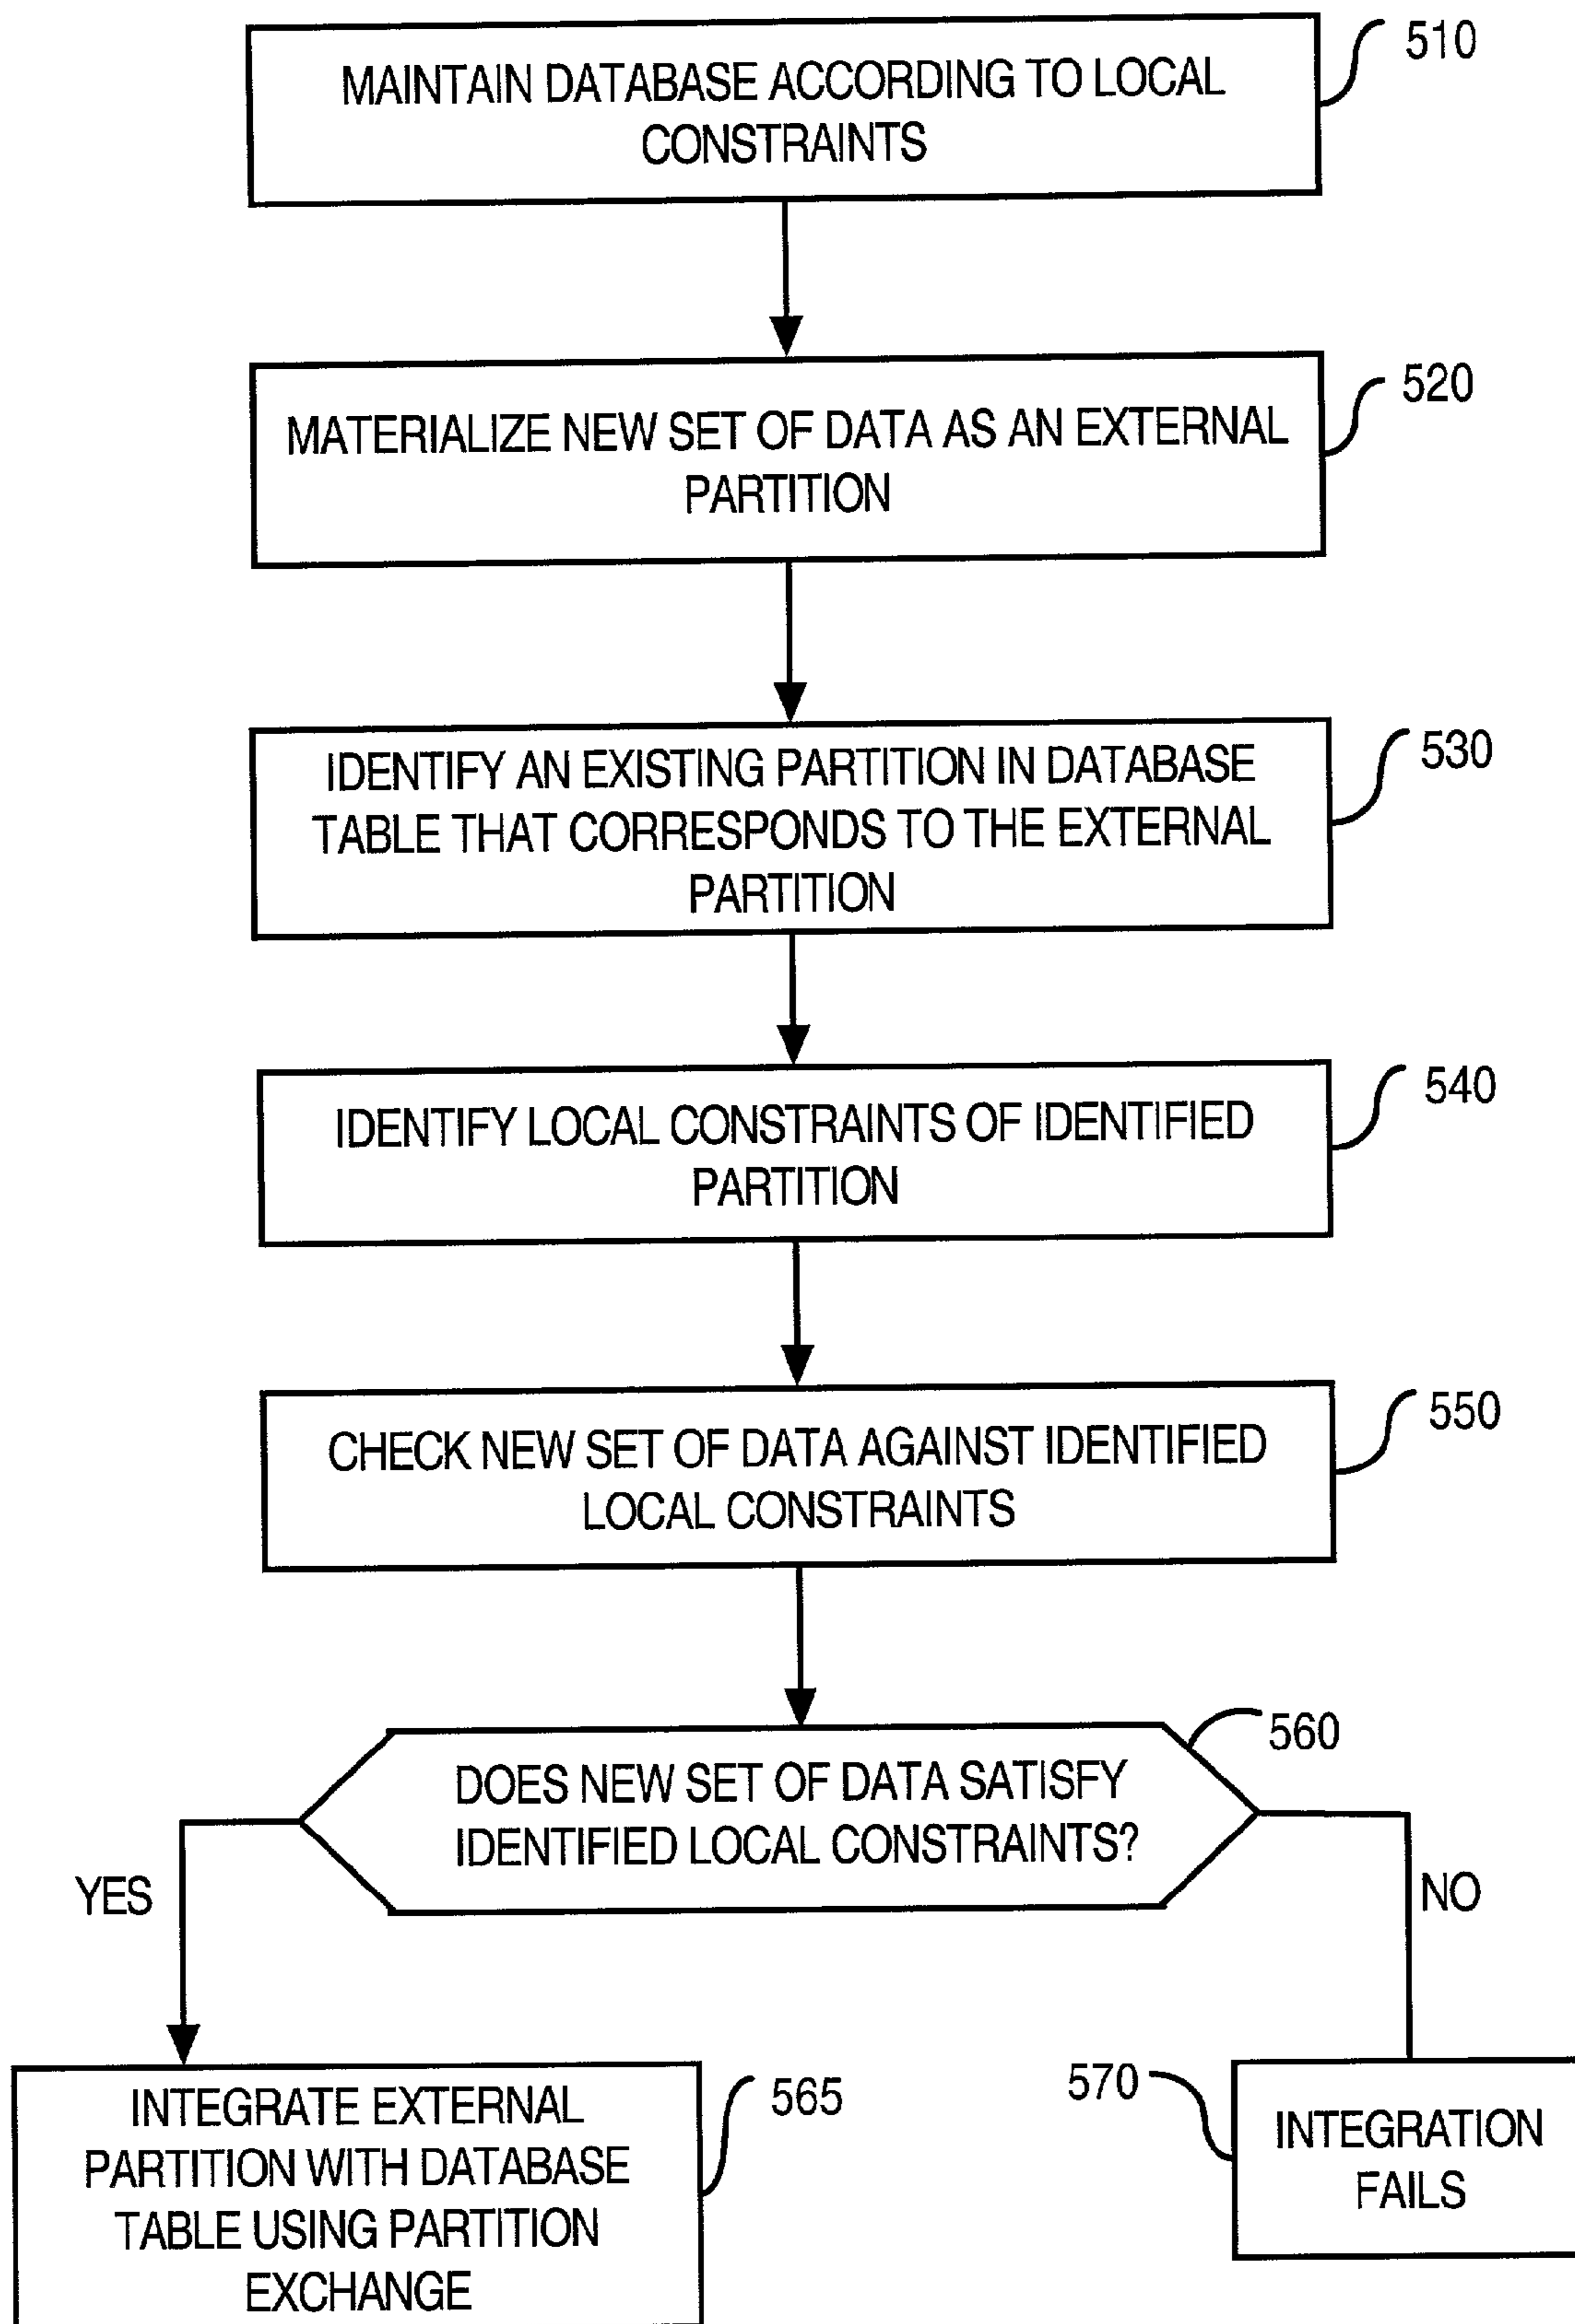 MAINTAIN DATABASE ACCORDING TO LOCAL
CONSTRAINTS
510
MATERIALIZE NEW SET OF DATA AS AN EXTERNAL
PARTITION
520
IDENTIFY AN EXISTING PARTITION IN DATABASE
TABLE THAT CORRESPONDS TO THE EXTERNAL
PARTITION
530
IDENTIFY LOCAL CONSTRAINTS OF IDENTIFIED
PARTITION
540
CHECK NEW SET OF DATA AGAINST IDENTIFIED
LOCAL CONSTRAINTS
550
DOES NEW SET OF DATA SATISFY
IDENTIFIED LOCAL CONSTRAINTS?
560
YES
NO
INTEGRATE EXTERNAL
PARTITION WITH DATABASE
TABLE USING PARTITION
EXCHANGE
565
570
INTEGRATION
FAILS